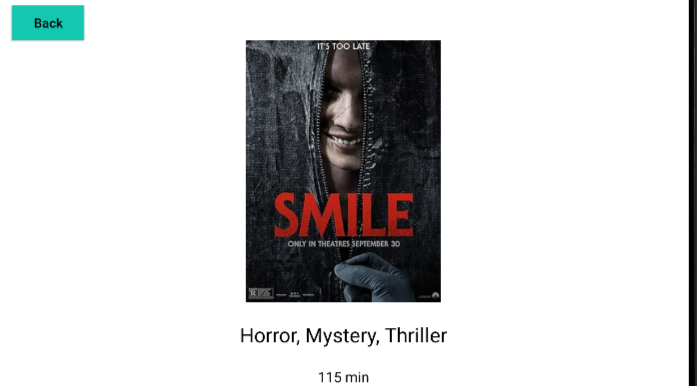 Back
IT'S TOO LATE
SMILE
ONLY IN THEATRES SEPTEMBER 30
R
Horror, Mystery, Thriller
115 min